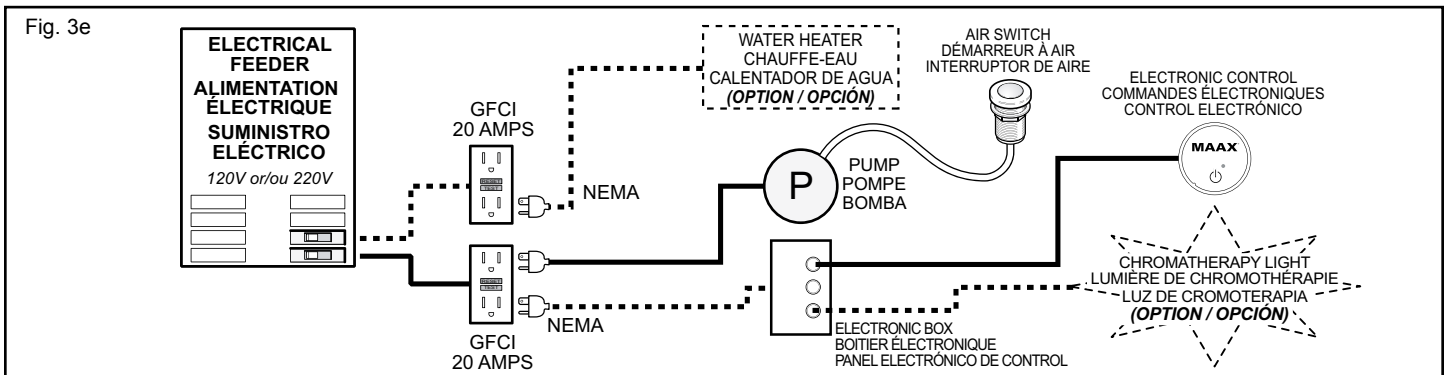 Fig. 3e
ELECTRICAL
FEEDER
ALIMENTATION
ÉLECTRIQUE
SUMINISTRO
ELÉCTRICO
120V or/ou 220V
GFCI
20 AMPS
NEMA
WATER HEATER
CHAUFFE-EAU
CALENTADOR DE AGUA
(OPTION / OPCIÓN)
AIR SWITCH
DÉMARREUR À AIR
INTERRUPTOR DE AIRE
ELECTRONIC CONTROL
COMMANDES ÉLECTRONIQUES
CONTROL ELECTRÓNICO
MAAX
P
PUMP
POMPE
BOMBA
NEMA
GFCI
20 AMPS
ELECTRONIC BOX
BOITIER ÉLECTRONIQUE
PANEL ELECTRÓNICO DE CONTROL
CHROMATHERAPY LIGHT
LUMIÈRE DE CHROMOTHÉRAPIE
LUZ DE CROMOTERAPIA
(OPTION / OPCIÓN)